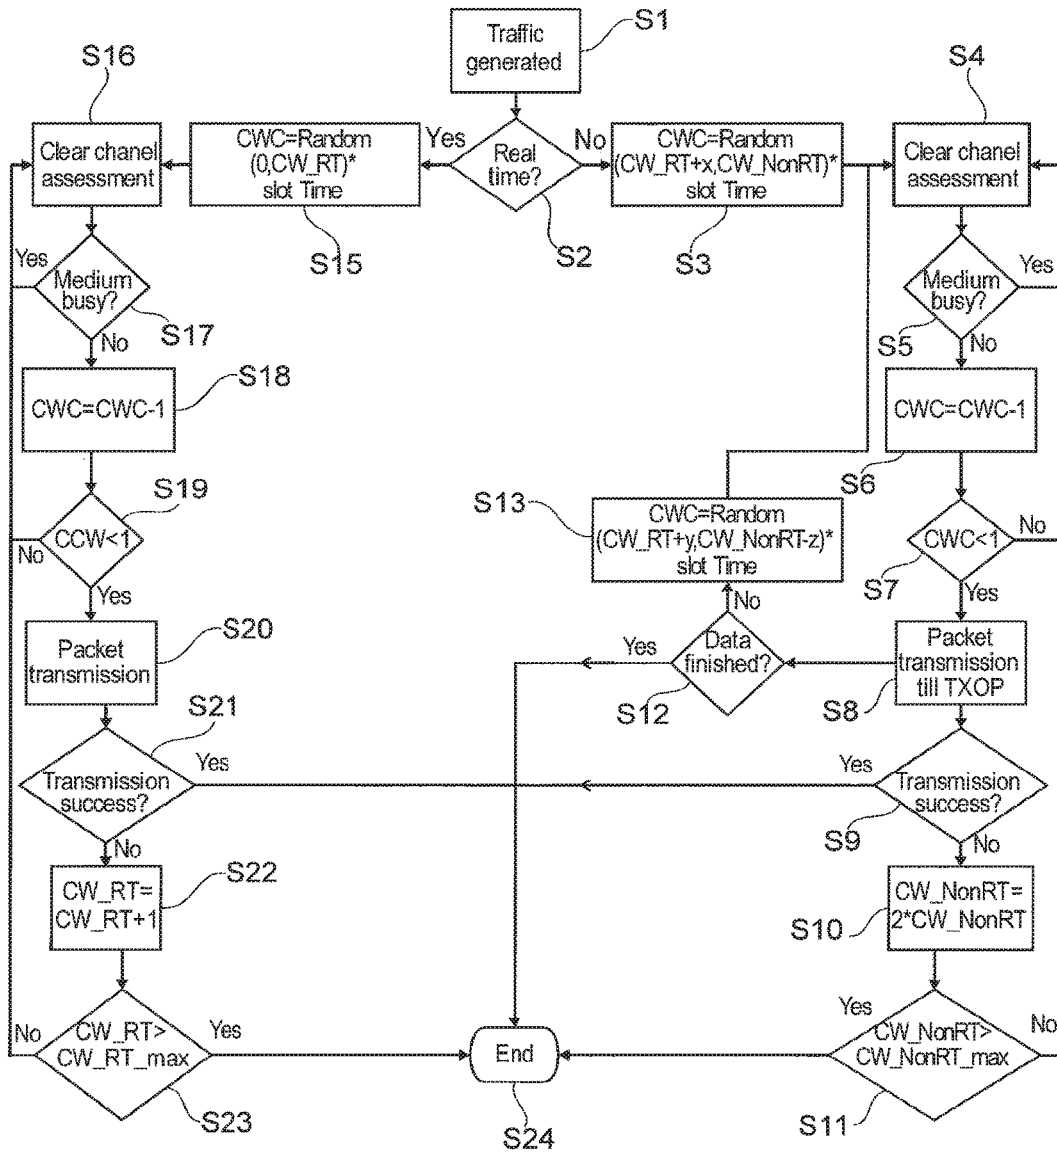 S1
Traffic
generated
S16
S4
Clear chanel
assessment
CWC=Random
(0,CW_RT)*
slot Time
Yes
Real
time?
No
CWC=Random
(CW_RT+x,CW_NonRT)*
slot Time
Clear chanel
assessment
S15
S2
S3
Yes
Medium
busy?
S17
No
Medium
busy?
Yes
S5
No
S18
CWC=CWC-1
CWC=CWC-1
S6
S19
CCW<1
No
Yes
S13
CWC=Random
(CW_RT+y,CW_NonRT-z)*
slot Time
No
CWC<1
No
S7
Yes
S20
Packet
transmission
Yes
Data
finished?
S12
Packet
transmission
till TXOP
S8
S21
Transmission
success?
Yes
No
Yes
Transmission
success?
S9
No
S22
CW_RT=
CW_RT+1
CW_NonRT=
2*CW_NonRT
S10
No
CW_RT>
CW_RT_max
Yes
S23
End
S24
Yes
CW_NonRT>
CW_NonRT_max
No
S11